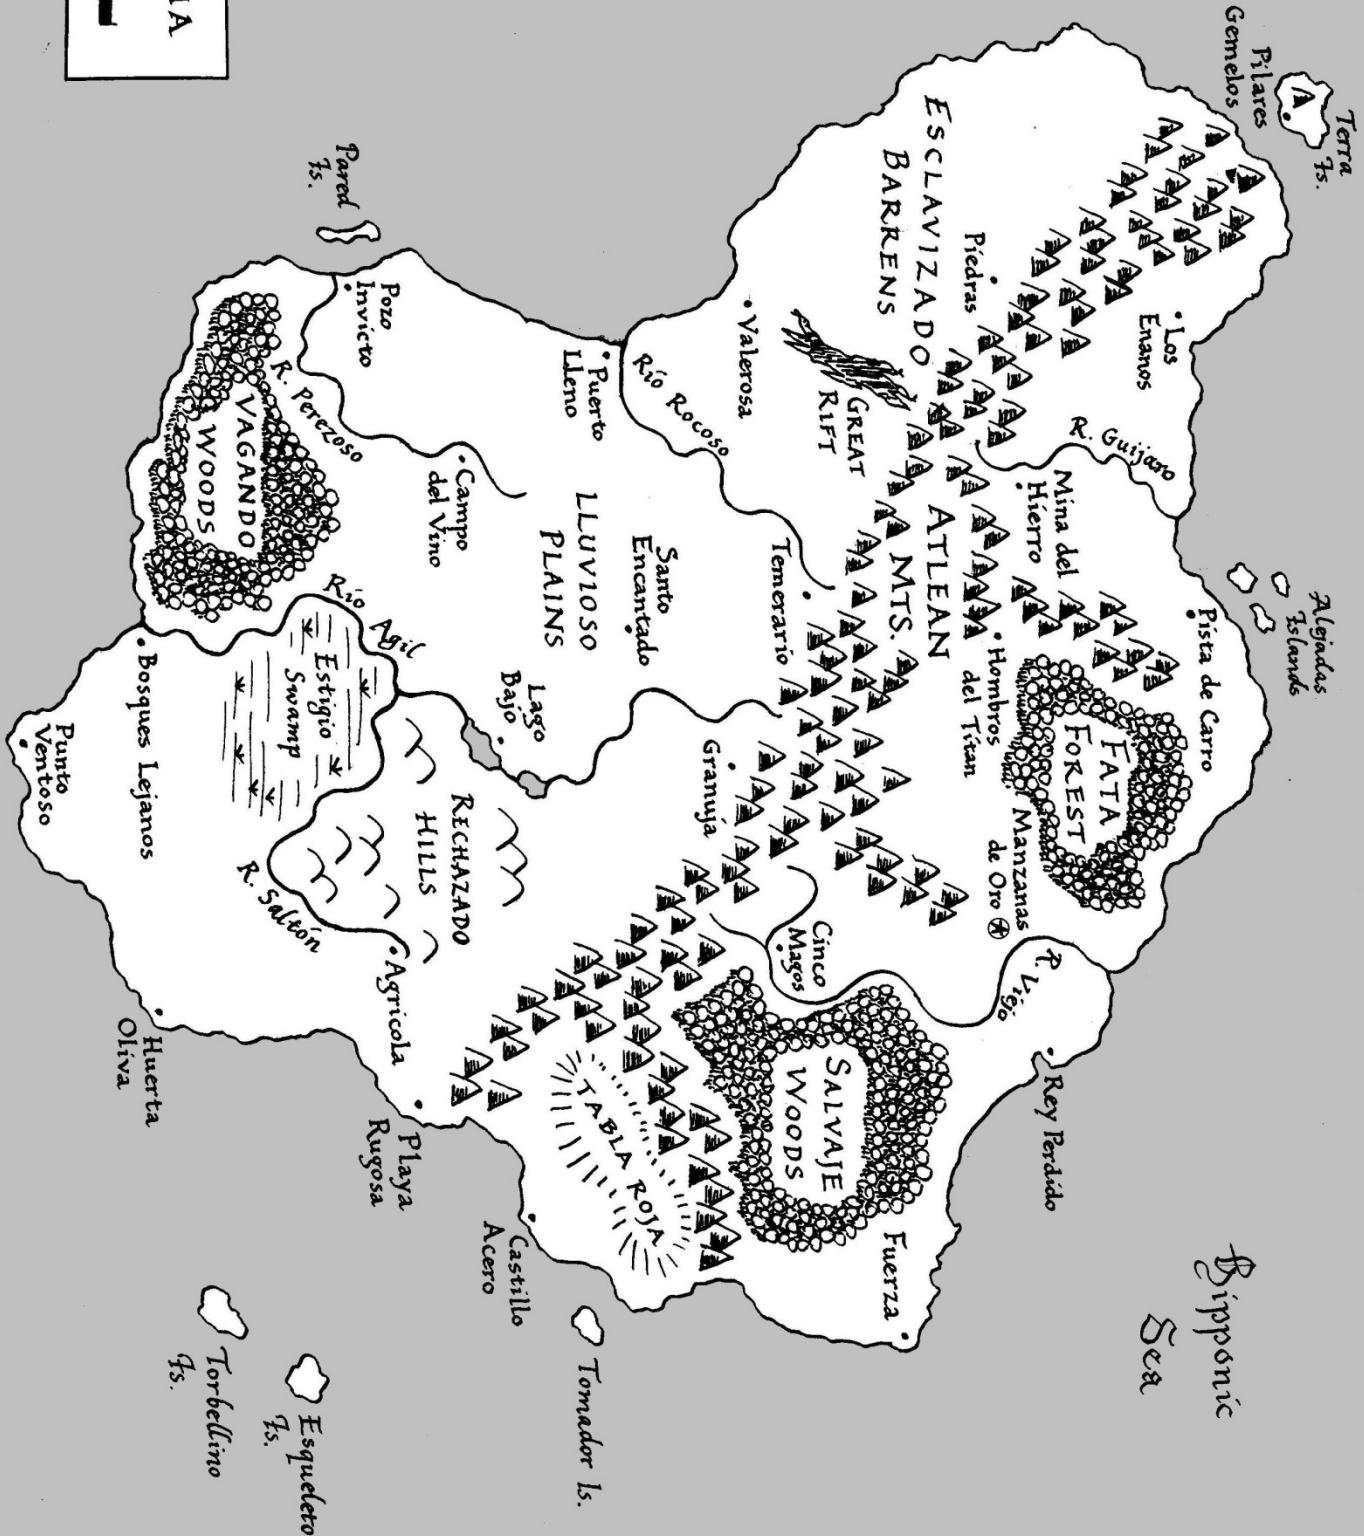 Terra
Is.
Alejadas
Islands
Pilares
Gemelos
Bipponic
Sea
Pista de Carro
Los
Enanos
R. Guijaro
FATA
FOREST
Mina del
Hierro
Rey Perdido
Manzanas
de Oro
R.
Hombros
del Titan
Piedras
ESCLAVIZADO
BARRENS
ATLEAN
MTS.
Fuerza
GREAT
RIFT
SALVAJE
WOODS
Cinco
Magos
Temerario
Valerosa
Granuja
Río Rocoso
Santo
Encantado
TABLA ROJA
Puerto
Lleno
LLUVIOSO
PLAINS
Tomador Is.
Lago
Bajo
Castillo
Acero
Campo
del Vino
RECHAZADO
HILLS
Playa
Rugosa
Pozo
Invicto
Agrícola
Río Agil
Pared
Is.
R. Perezoso
Estigio
Swamp
Esqueleto
Is.
R. Saltón
VAGANDO
WOODS
Torbellino
Is.
Bosques Lejanos
Huerta
Oliva
Punto
Ventoso